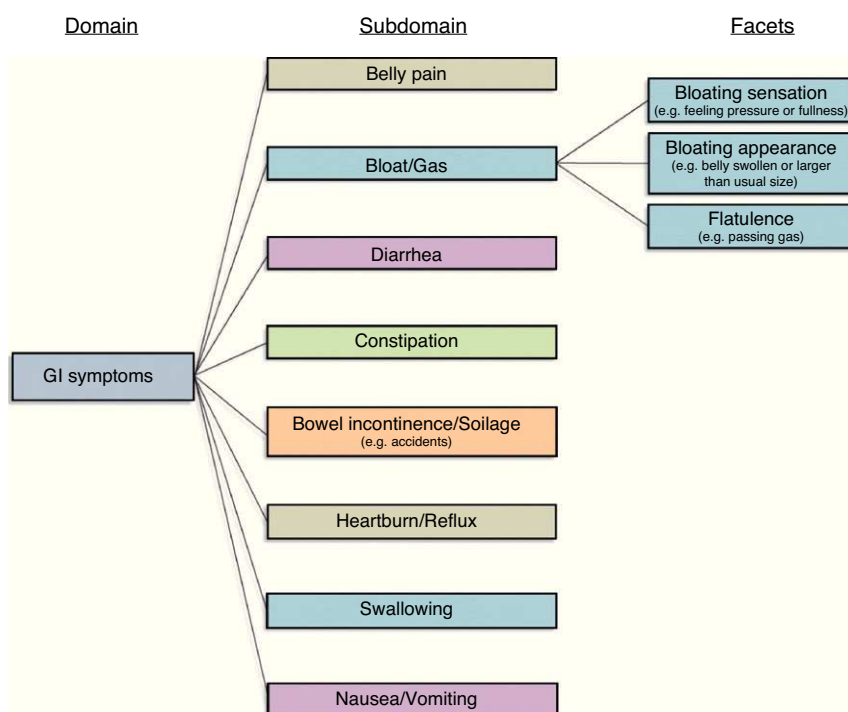 Domain
Subdomain
Facets
Belly pain
Bloat/Gas
Diarrhea
Constipation
Bowel incontinence/Soilage
(e.g. accidents)
Heartburn/Reflux
Swallowing
Nausea/Vomiting
GI symptoms
Bloating sensation
(e.g. feeling pressure or fullness)
Bloating appearance
(e.g. belly swollen or larger
than usual size)
Flatulence
(e.g. passing gas)